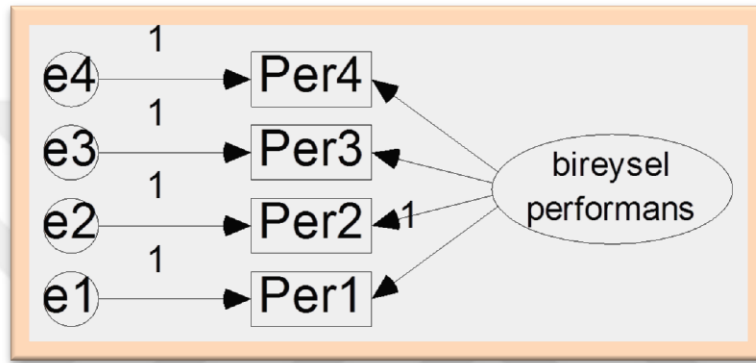 1
e4 Per4
1
e3 Per3
bireysel
performans
1
e2 Per2 1
1
e1 Per1